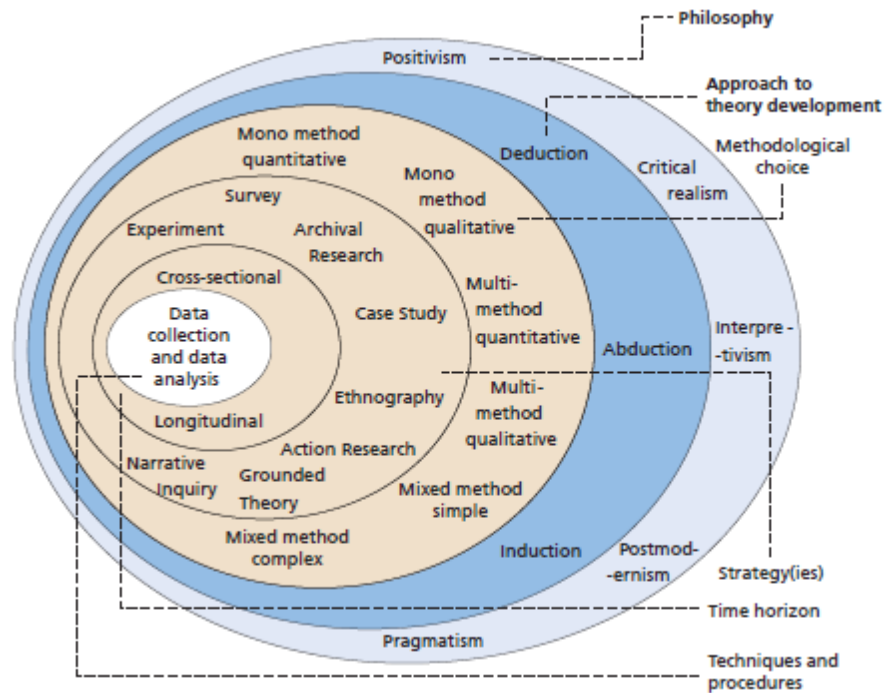 Philosophy
Positivism
Approach to
theory development
Mono method
quantitative
Deduction
Methodological
choice
Critical
realism
Mono
method
qualitative
Survey
Experiment
Archival
Research
Cross-sectional
Multi-
method
quantitative
Data
collection
and data
analysis
Case Study
Abduction
Interpre -
-tivism
Ethnography
Multi-
method
qualitative
Longitudinal
Action Research
Narrative
Inquiry
Grounded
Theory
Mixed method
simple
Mixed method
complex
Induction
Postmod-
-ernism
Strategy(ies)
Time horizon
Pragmatism
Techniques and
procedures